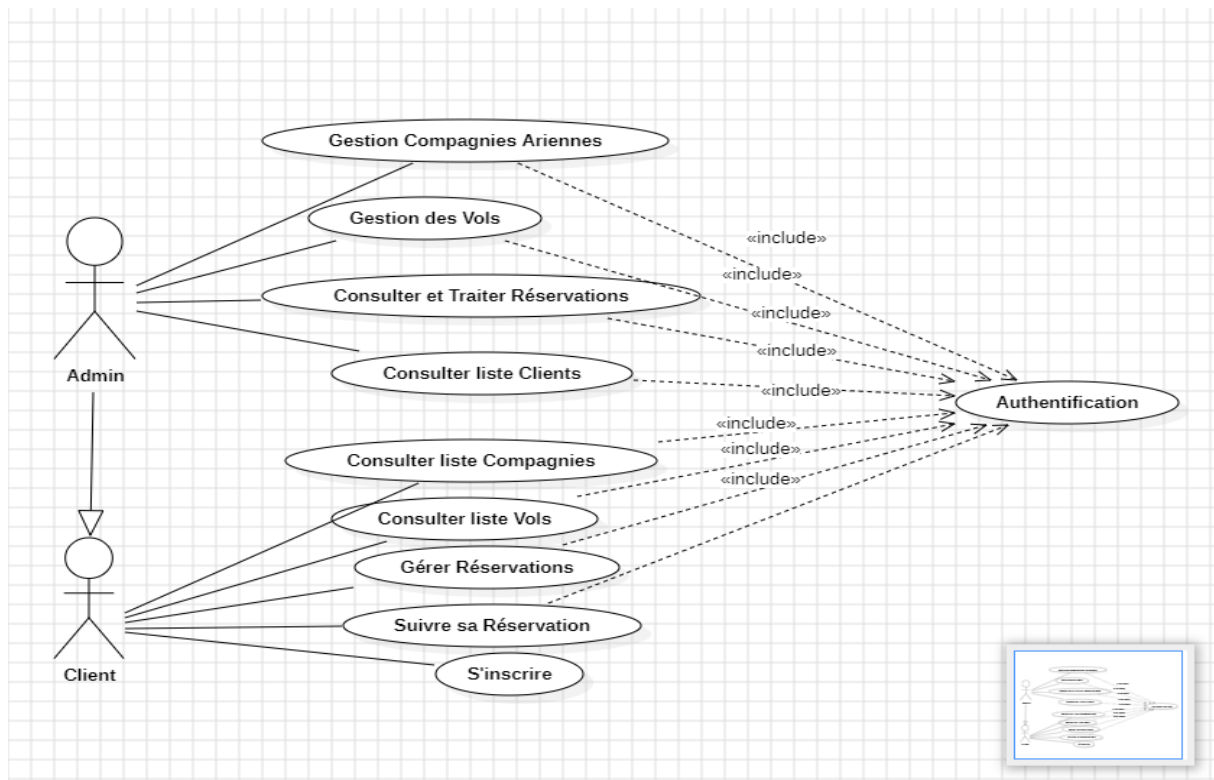 Gestion Compagnies Ariennes
Gestion des Vols
«include»
«include»
Consulter et Traiter Réservations
«include»
«include»
Admin
Consulter liste Clients
«include»
Authentification
«include»
Consulter liste Compagnies
«include»
«include»
Consulter liste Vols
Gérer Réservations
Suivre sa Réservation
Client
S'inscrire